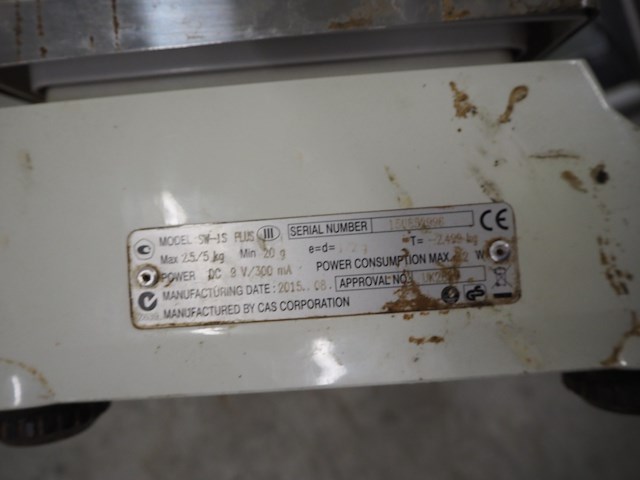 MODEL SW-1S PLUS III SERIAL NUMBER CE
Max 2.5/5 kg Min 20 g e=d= =T= -2.499 kg
POWER DC 9 V/300 mA POWER CONSUMPTION MAX W
MANUFACTURING DATE: 2015. 08. APPROVAL NO.
MANUFACTURED BY CAS CORPORATION